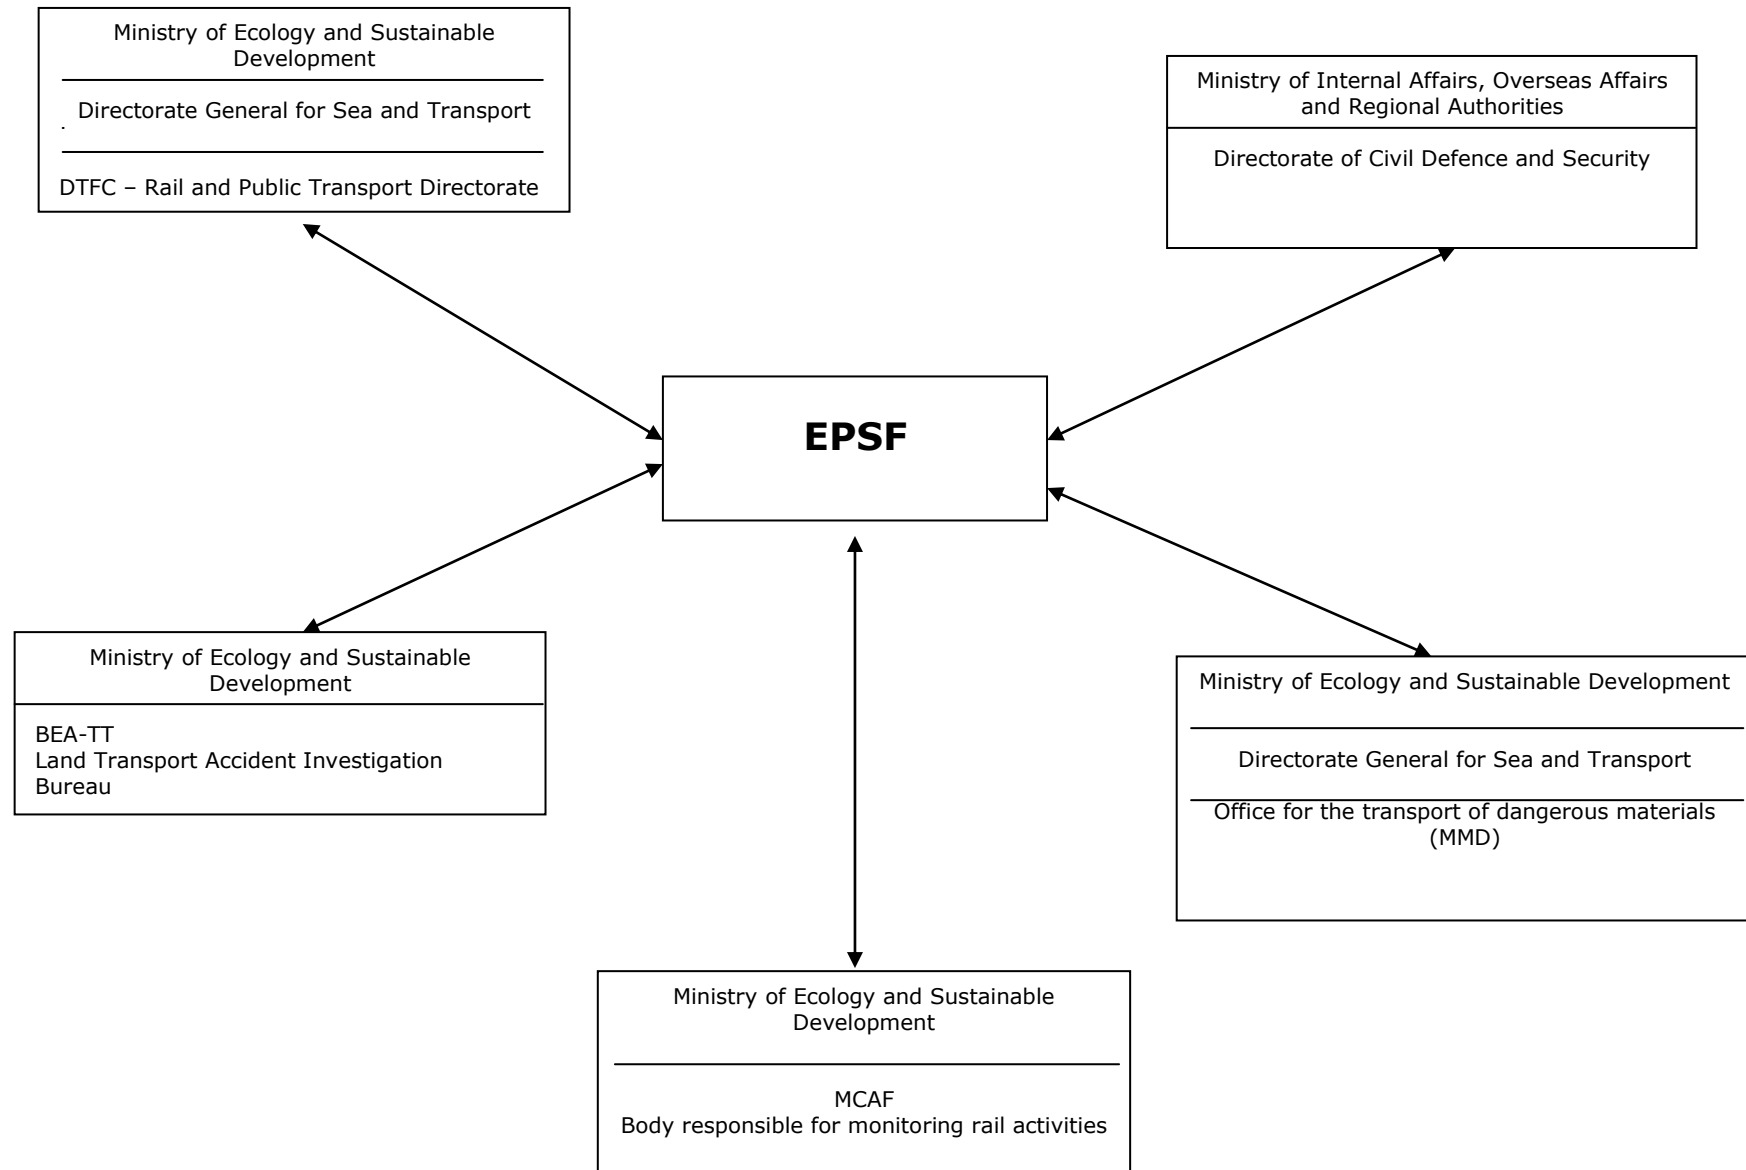 Ministry of Ecology and Sustainable
Development
Directorate General for Sea and Transport
.
DTFC – Rail and Public Transport Directorate
Ministry of Internal Affairs, Overseas Affairs
and Regional Authorities
Directorate of Civil Defence and Security
EPSF
Ministry of Ecology and Sustainable
Development
BEA-TT
Land Transport Accident Investigation
Bureau
Ministry of Ecology and Sustainable Development
Directorate General for Sea and Transport
Office for the transport of dangerous materials
(MMD)
Ministry of Ecology and Sustainable
Development
MCAF
Body responsible for monitoring rail activities